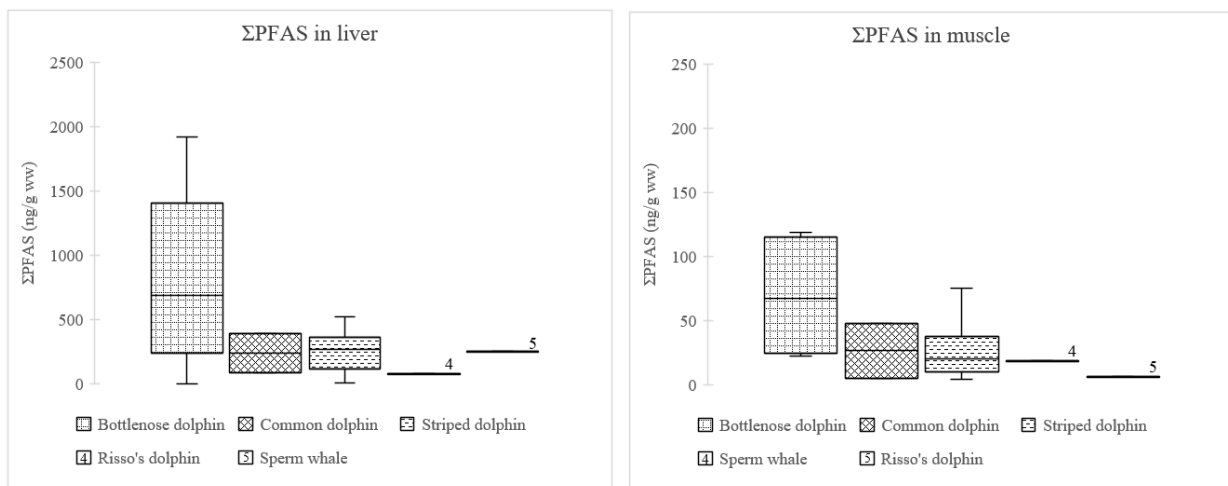 ΣPFAS in liver
2500
2000
1500
1000
500
0
ΣPFAS (ng/g ww)
4
5
Bottlenose dolphin Common dolphin Striped dolphin
4 Risso's dolphin 5 Sperm whale
ΣPFAS in muscle
250
200
150
100
50
0
ΣPFAS (ng/g ww)
4
5
Bottlenose dolphin Common dolphin Striped dolphin
4 Sperm whale 5 Risso's dolphin